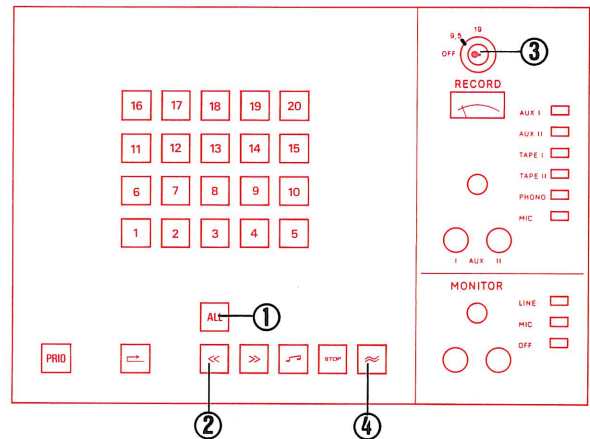 9,5 19
OFF
③
RECORD
16 17 18 19 20
AUX I
AUX II
11 12 13 14 15
TAPE I
TAPE II
6 7 8 9 10
PHONO
MIC
1 2 3 4 5
I AUX II
MONITOR
ALL ①
LINE
MIC
OFF
PRIO << >> STOP ≈
② ④